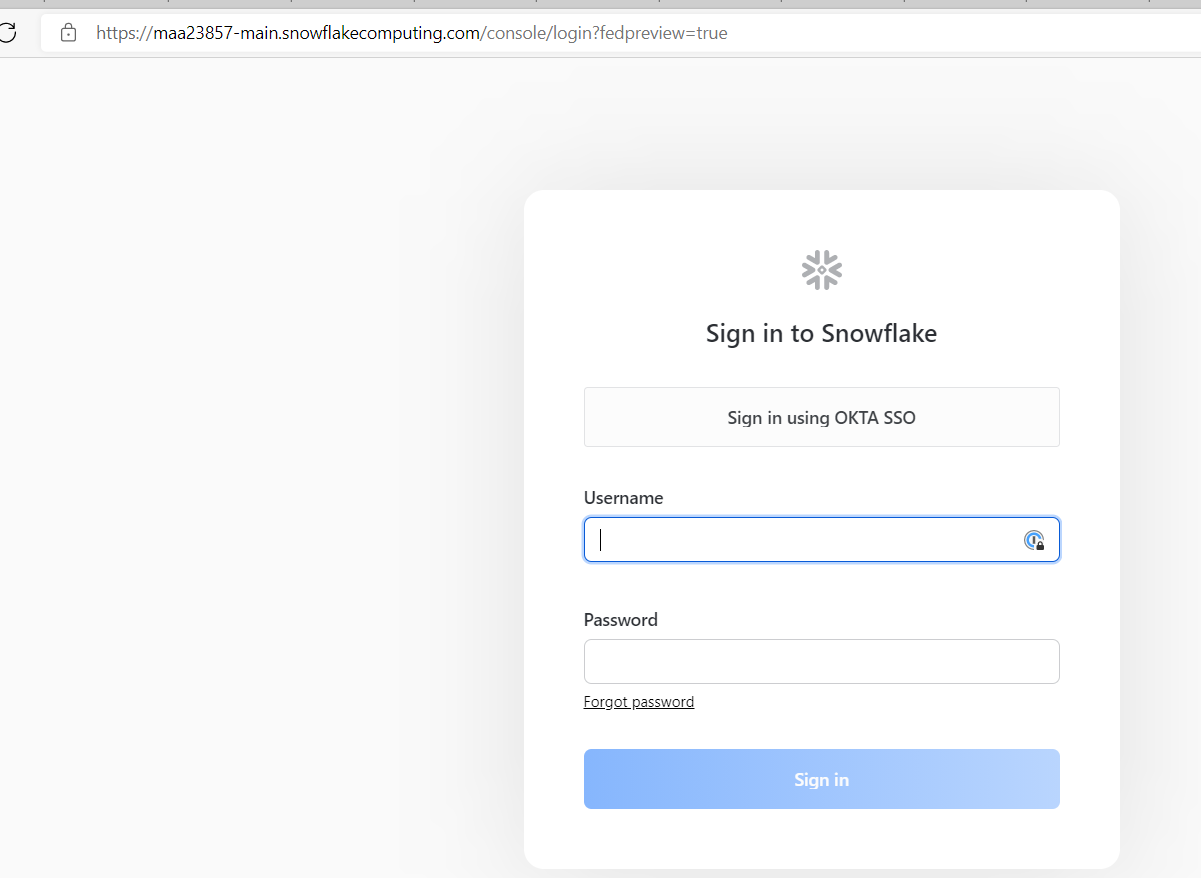 https://maa23857-main.snowflakecomputing.com/console/login?fedpreview=true
Sign in to Snowflake
Sign in using OKTA SSO
Username
Password
Forgot password
Sign in